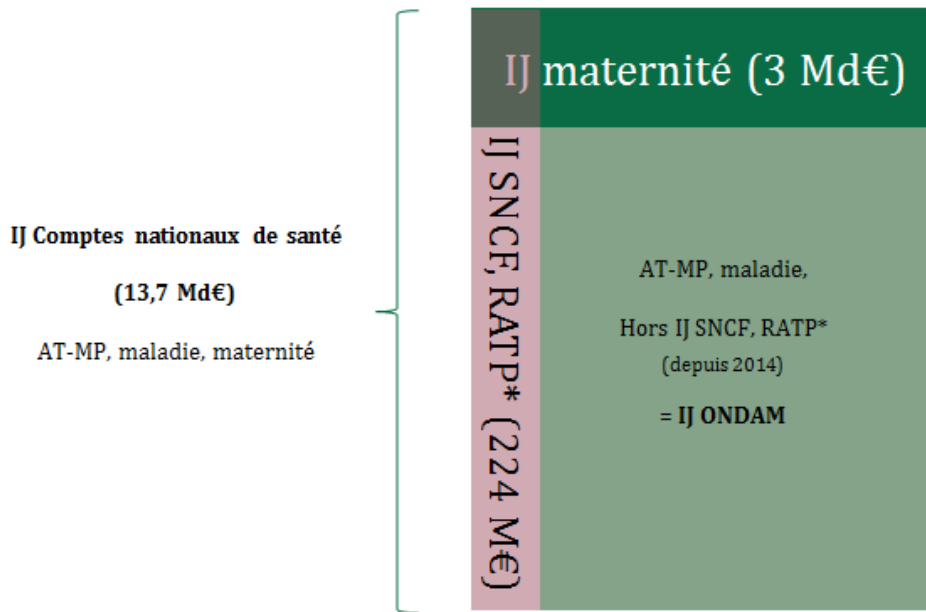 IJ maternité (3 Md€)
IJ Comptes nationaux de santé
(13,7 Md€)
AT-MP, maladie, maternité
IJ SNCF, RATP* (224 M€)
AT-MP, maladie,
Hors IJ SNCF, RATP*
(depuis 2014)
= IJ ONDAM